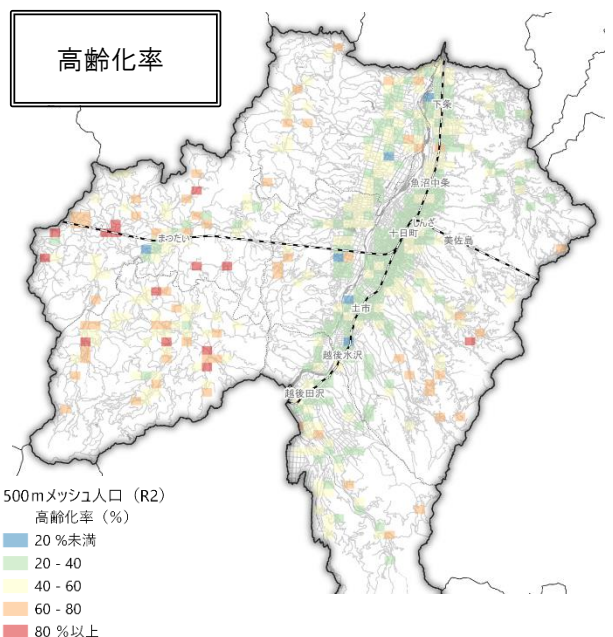 高齢化率
下条
魚沼中条
しんざ
十日町
美佐島
まつだい
土市
越後水沢
越後田沢
500mメッシュ人口（R2）
高齢化率（%）
20 %未満
20 - 40
40 - 60
60 - 80
80 %以上